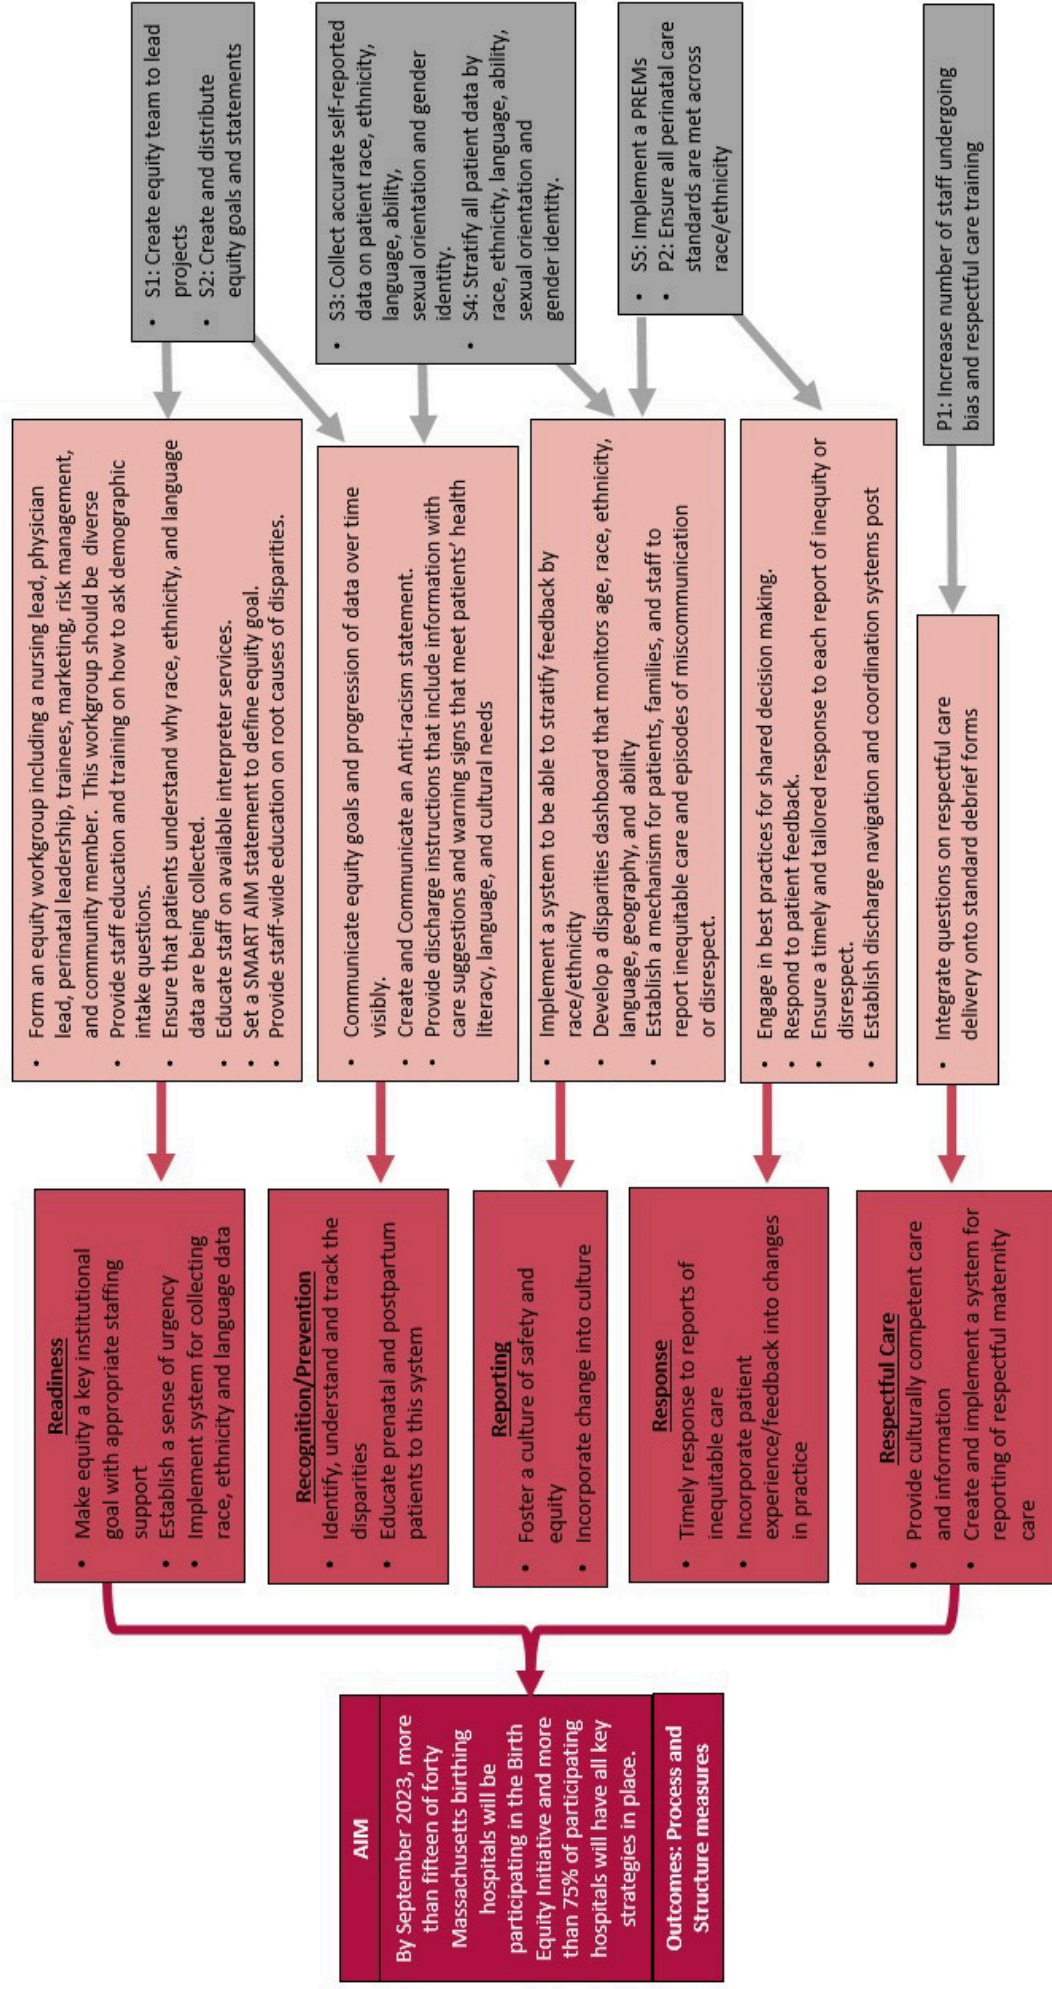 AIM
By September 2023, more
than fifteen of forty
Massachusetts birthing
hospitals will be
participating in the Birth
Equity Initiative and more
than 75% of participating
hospitals will have all key
strategies in place.
Outcomes: Process and
Structure measures
Readiness
• Make equity a key institutional
goal with appropriate staffing
support
• Establish a sense of urgency
• Implement system for collecting
race, ethnicity and language data
Recognition/Prevention
• Identify, understand and track the
disparities
• Educate prenatal and postpartum
patients to this system
Reporting
• Foster a culture of safety and
equity
• Incorporate change into culture
Response
• Timely response to reports of
inequitable care
• Incorporate patient
experience/feedback into changes
in practice
Respectful Care
• Provide culturally competent care
and information
• Create and implement a system for
reporting of respectful maternity
care
• Form an equity workgroup including a nursing lead, physician
lead, perinatal leadership, trainees, marketing, risk management,
and community member. This workgroup should be diverse
• Provide staff education and training on how to ask demographic
intake questions.
• Ensure that patients understand why race, ethnicity, and language
data are being collected.
• Educate staff on available interpreter services.
• Set a SMART AIM statement to define equity goal.
• Provide staff-wide education on root causes of disparities.
• Communicate equity goals and progression of data over time
visibly.
• Create and Communicate an Anti-racism statement.
• Provide discharge instructions that include information with
care suggestions and warning signs that meet patients' health
literacy, language, and cultural needs
• Implement a system to be able to stratify feedback by
race/ethnicity
• Develop a disparities dashboard that monitors age, race, ethnicity,
language, geography, and ability
• Establish a mechanism for patients, families, and staff to
report inequitable care and episodes of miscommunication
or disrespect.
• Engage in best practices for shared decision making.
• Respond to patient feedback.
• Ensure a timely and tailored response to each report of inequity or
disrespect.
• Establish discharge navigation and coordination systems post
• Integrate questions on respectful care
delivery onto standard debrief forms
• S1: Create equity team to lead
projects
• S2: Create and distribute
equity goals and statements
• S3: Collect accurate self-reported
data on patient race, ethnicity,
language, ability,
sexual orientation and gender
identity.
• S4: Stratify all patient data by
race, ethnicity, language, ability,
sexual orientation and
gender identity.
• S5: Implement a PREMs
• P2: Ensure all perinatal care
standards are met across
race/ethnicity
P1: Increase number of staff undergoing
bias and respectful care training